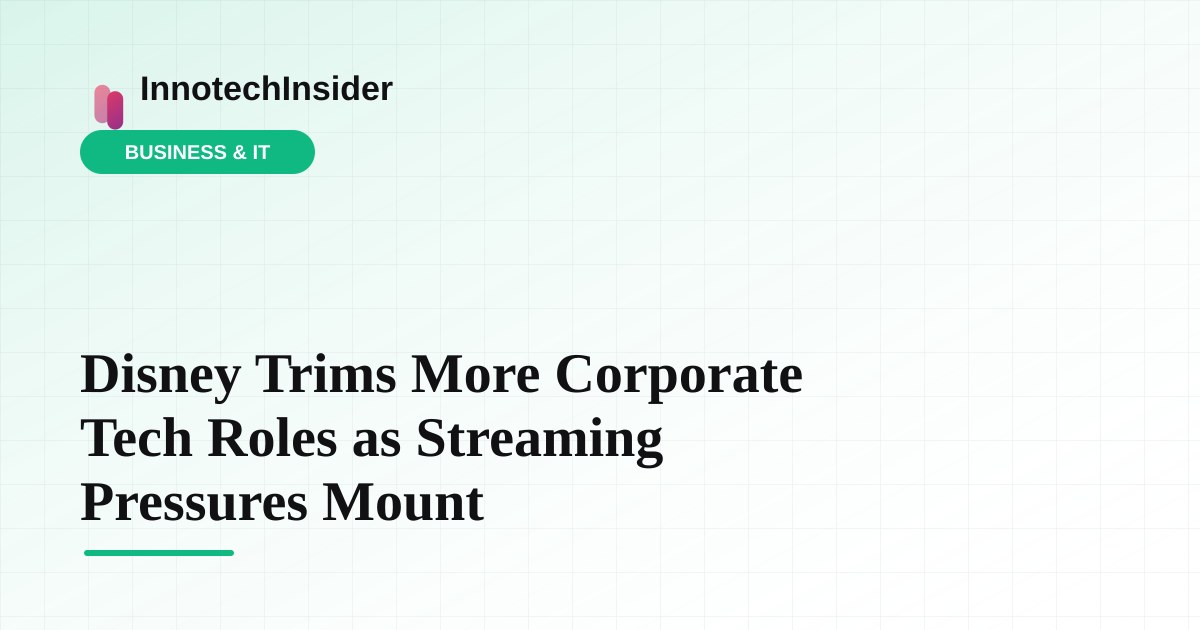 InnotechInsider
BUSINESS & IT
Disney Trims More Corporate
Tech Roles as Streaming
Pressures Mount